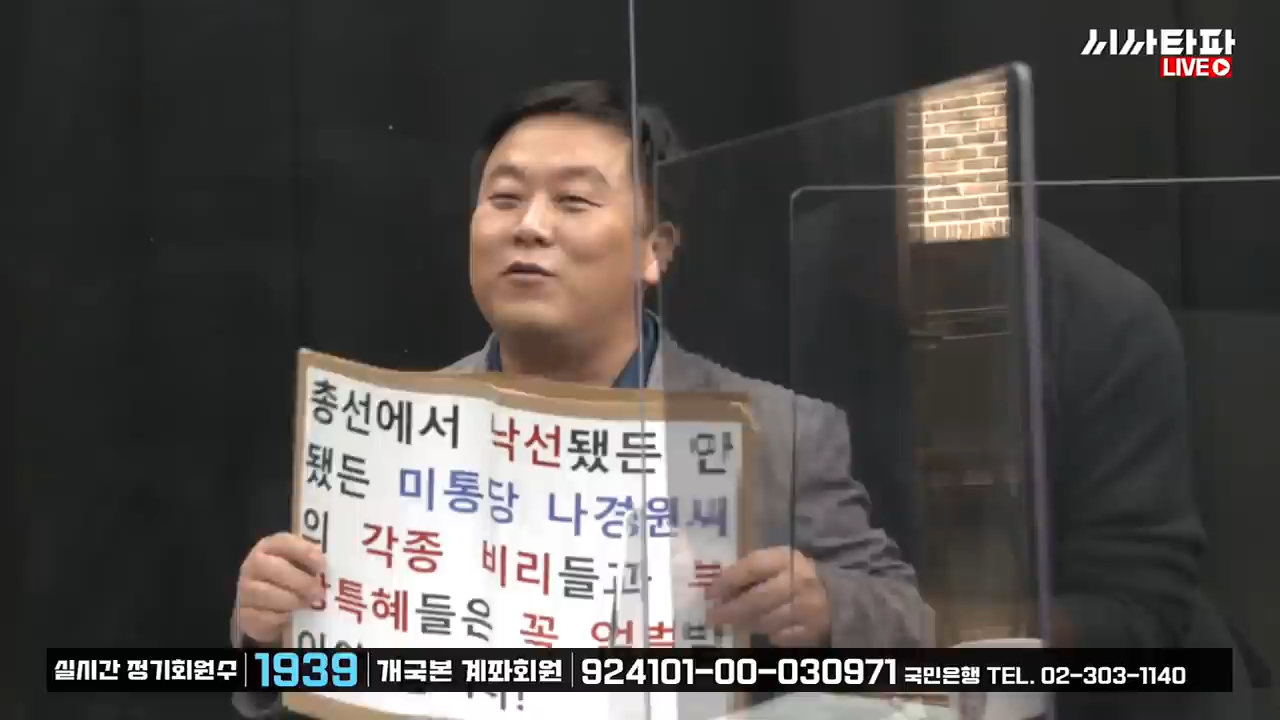 씨싸타파
LIVE
총선에서 낙선됐든 안
됐든 미통당 나경원씨
의 각종 비리들과
특혜들은 꼭
실시간 정기회원수 1939 개국본 계좌회원 924101-00-030971 국민은행 TEL. 02-303-1140